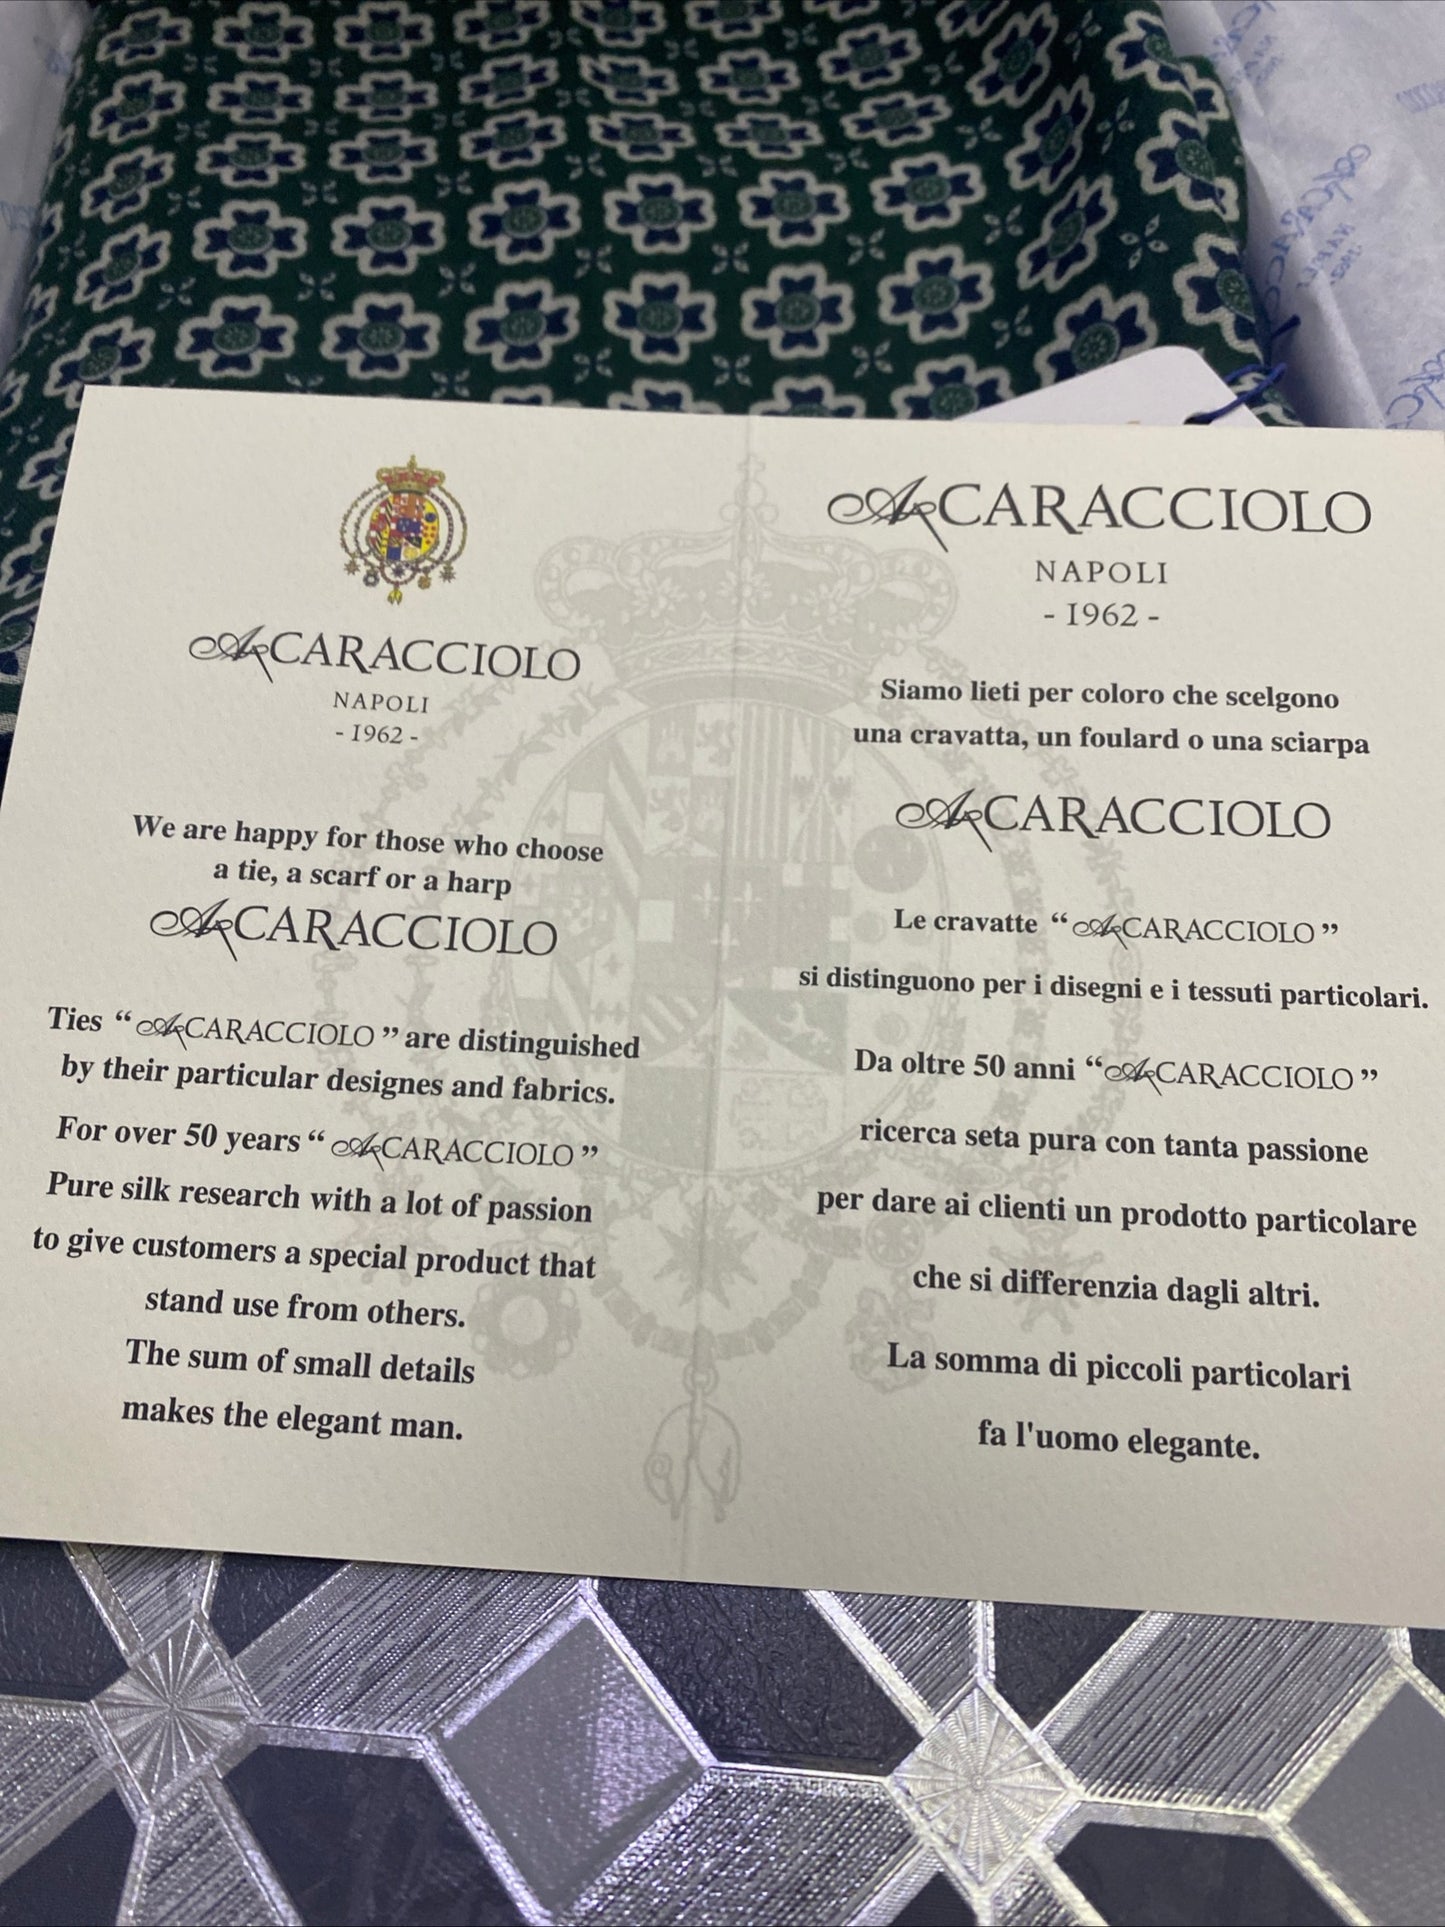 CARACCIOLO
NAPOLI
- 1962 -
We are happy for those who choose
a tie, a scarf or a harp
CARACCIOLO
Ties “CARACCIOLO” are distinguished
by their particular designes and fabrics.
For over 50 years “CARACCIOLO”
Pure silk research with a lot of passion
to give customers a special product that
stand use from others.
The sum of small details
makes the elegant man.
CARACCIOLO
NAPOLI
- 1962 -
Siamo lieti per coloro che scelgono
una cravatta, un foulard o una sciarpa
CARACCIOLO
Le cravatte “CARACCIOLO”
si distinguono per i disegni e i tessuti particolari.
Da oltre 50 anni “CARACCIOLO”
ricerca seta pura con tanta passione
per dare ai clienti un prodotto particolare
che si differenzia dagli altri.
La somma di piccoli particolari
fa l'uomo elegante.